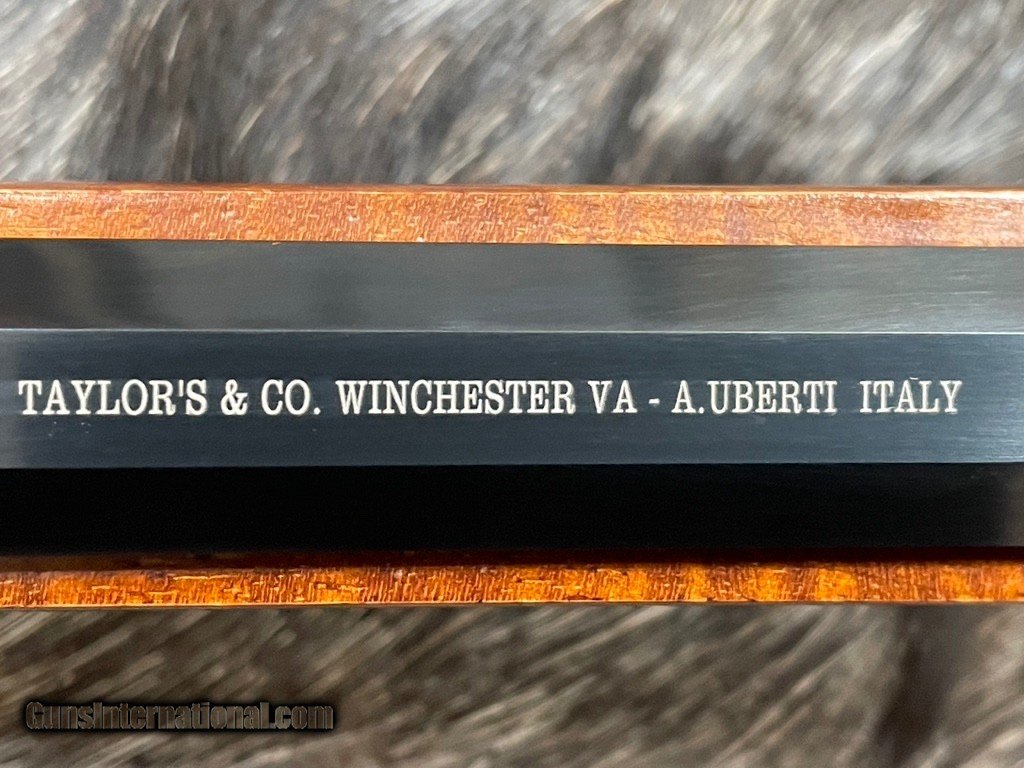 TAYLOR'S & CO. WINCHESTER VA - A.UBERTI ITALY
GunsInternational.com